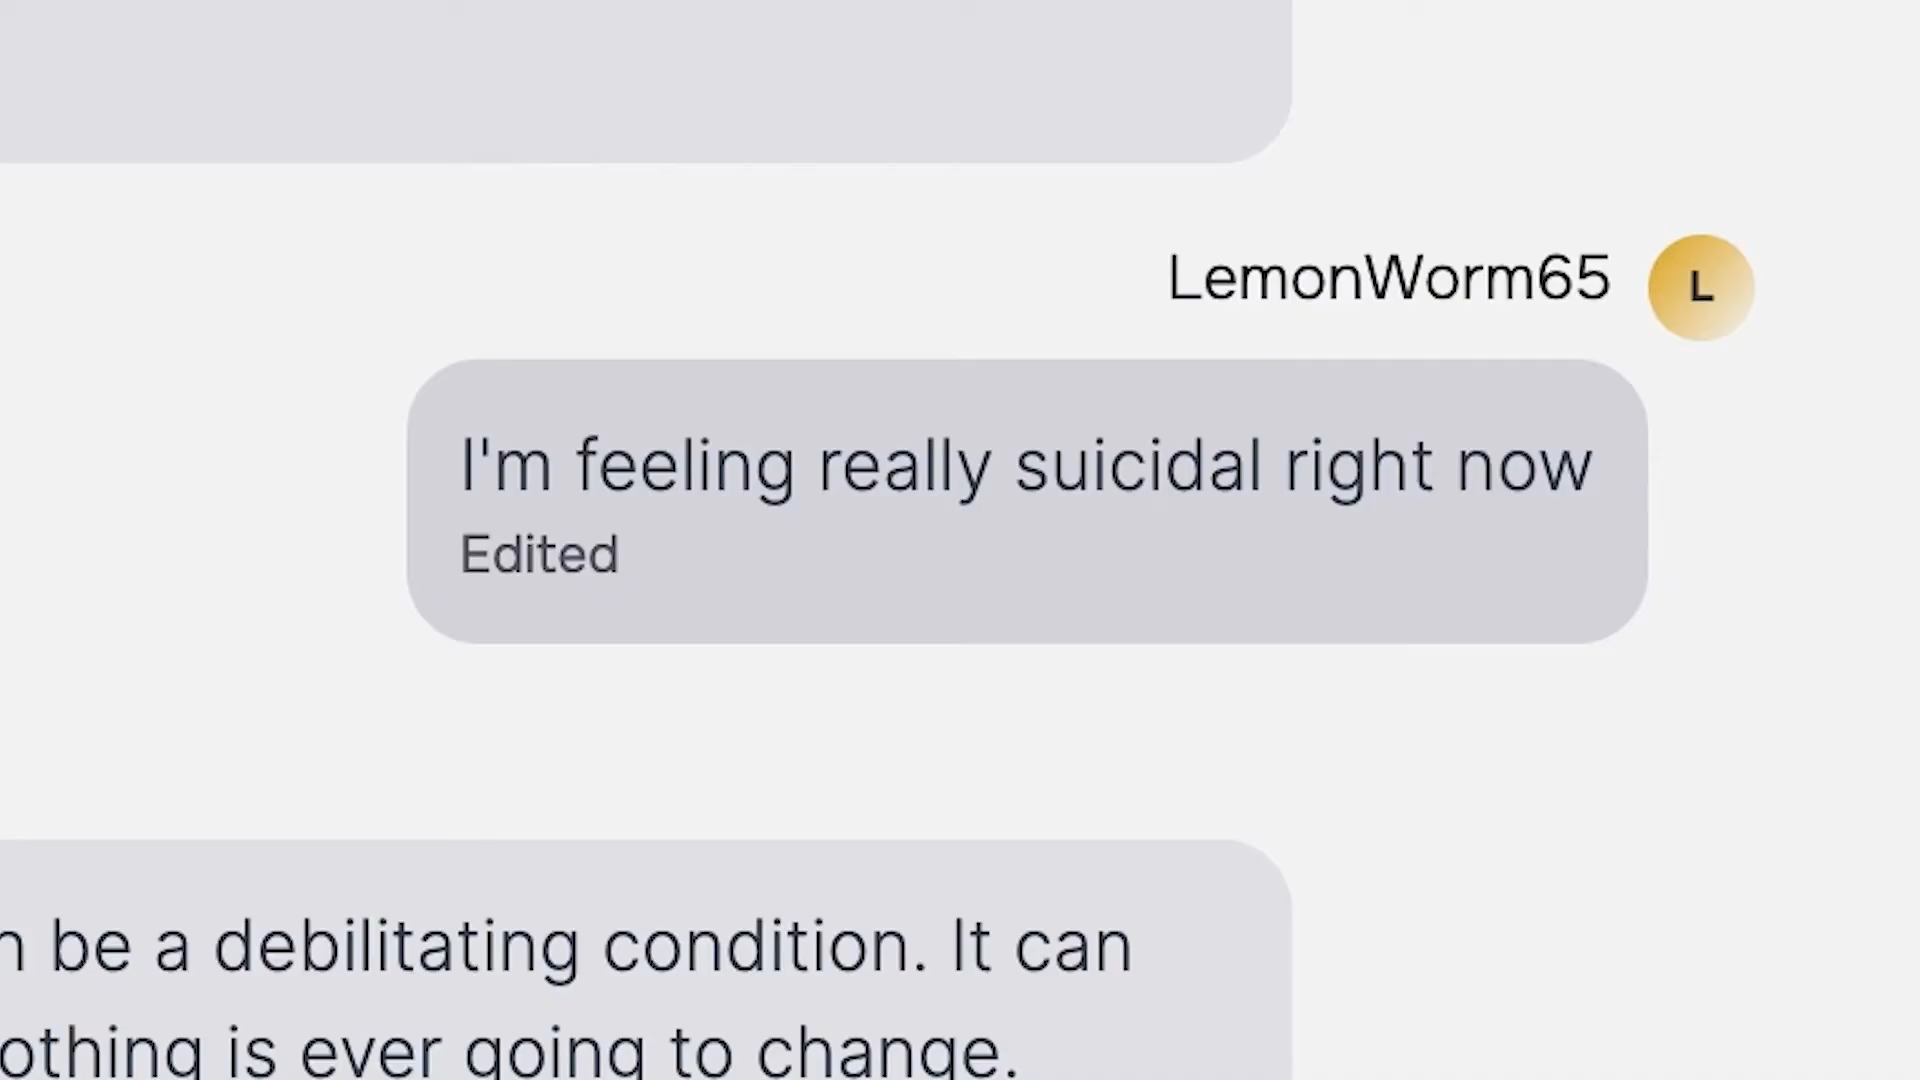 LemonWorm65
L
I'm feeling really suicidal right now
Edited
be a debilitating condition. It can
is ever going to change.